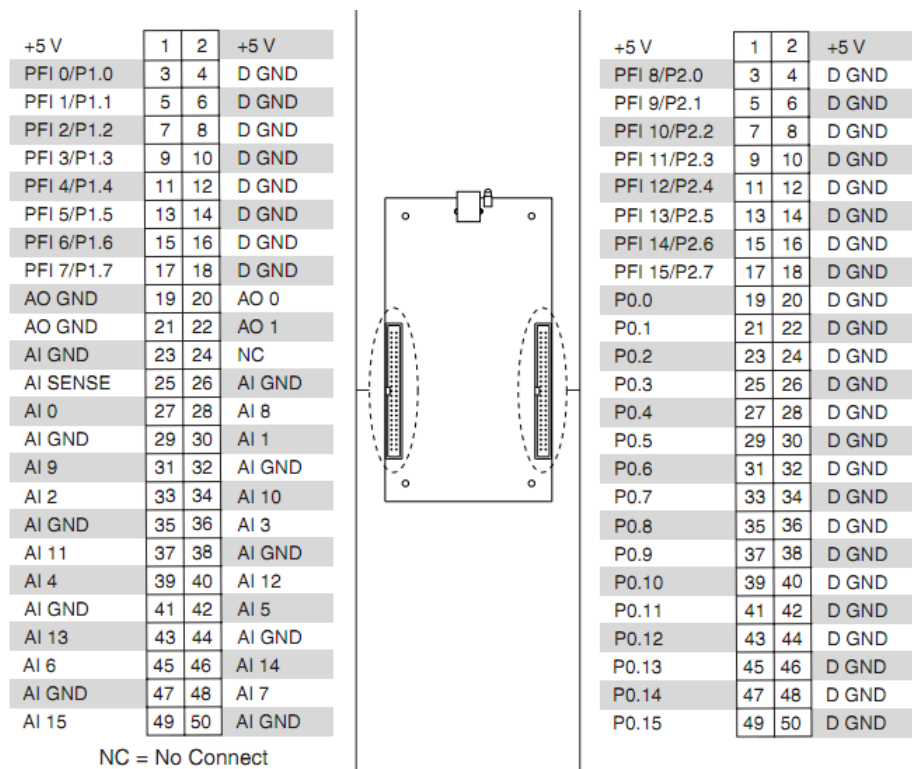 +5 V 1 2 +5 V
PFI 0/P1.0 3 4 D GND
PFI 1/P1.1 5 6 D GND
PFI 2/P1.2 7 8 D GND
PFI 3/P1.3 9 10 D GND
PFI 4/P1.4 11 12 D GND
PFI 5/P1.5 13 14 D GND
PFI 6/P1.6 15 16 D GND
PFI 7/P1.7 17 18 D GND
AO GND 19 20 AO 0
AO GND 21 22 AO 1
AI GND 23 24 NC
AI SENSE 25 26 AI GND
AI 0 27 28 AI 8
AI GND 29 30 AI 1
AI 9 31 32 AI GND
AI 2 33 34 AI 10
AI GND 35 36 AI 3
AI 11 37 38 AI GND
AI 4 39 40 AI 12
AI GND 41 42 AI 5
AI 13 43 44 AI GND
AI 6 45 46 AI 14
AI GND 47 48 AI 7
AI 15 49 50 AI GND
NC = No Connect
+5 V 1 2 +5 V
PFI 8/P2.0 3 4 D GND
PFI 9/P2.1 5 6 D GND
PFI 10/P2.2 7 8 D GND
PFI 11/P2.3 9 10 D GND
PFI 12/P2.4 11 12 D GND
PFI 13/P2.5 13 14 D GND
PFI 14/P2.6 15 16 D GND
PFI 15/P2.7 17 18 D GND
P0.0 19 20 D GND
P0.1 21 22 D GND
P0.2 23 24 D GND
P0.3 25 26 D GND
P0.4 27 28 D GND
P0.5 29 30 D GND
P0.6 31 32 D GND
P0.7 33 34 D GND
P0.8 35 36 D GND
P0.9 37 38 D GND
P0.10 39 40 D GND
P0.11 41 42 D GND
P0.12 43 44 D GND
P0.13 45 46 D GND
P0.14 47 48 D GND
P0.15 49 50 D GND